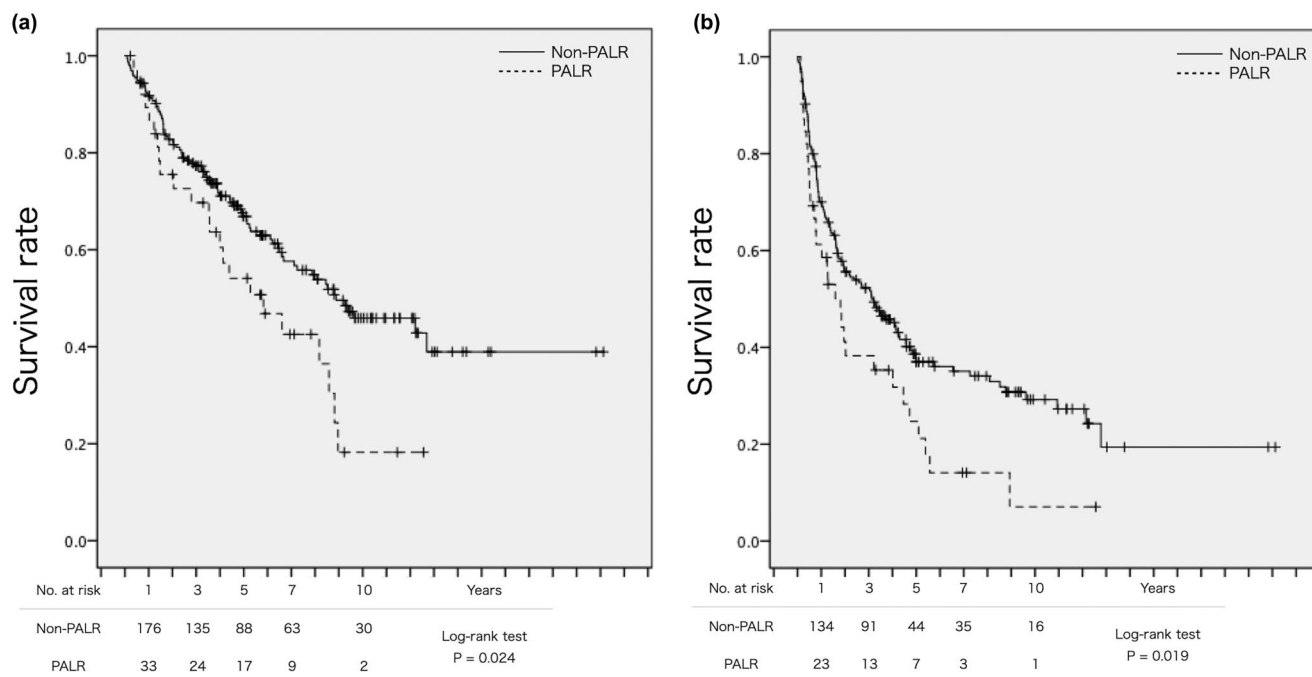 (a)
Survival rate
1.0
0.8
0.6
0.4
0.2
0.0
Non-PALR
PALR
No. at risk 1 3 5 7 10 Years
Non-PALR 176 135 88 63 30
PALR 33 24 17 9 2
Log-rank test
P = 0.024
(b)
Survival rate
1.0
0.8
0.6
0.4
0.2
0.0
Non-PALR
PALR
No. at risk 1 3 5 7 10 Years
Non-PALR 134 91 44 35 16
PALR 23 13 7 3 1
Log-rank test
P = 0.019